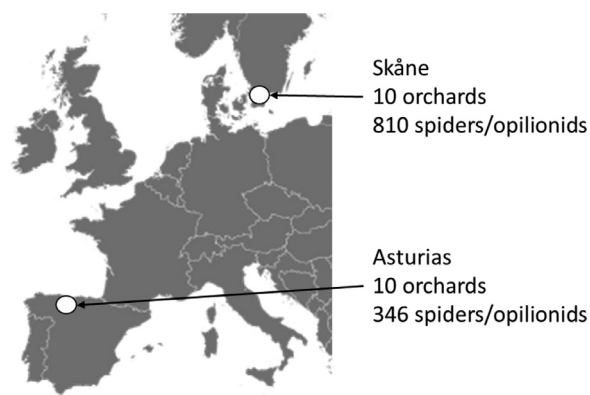 Skåne
10 orchards
810 spiders/opilionids
Asturias
10 orchards
346 spiders/opilionids